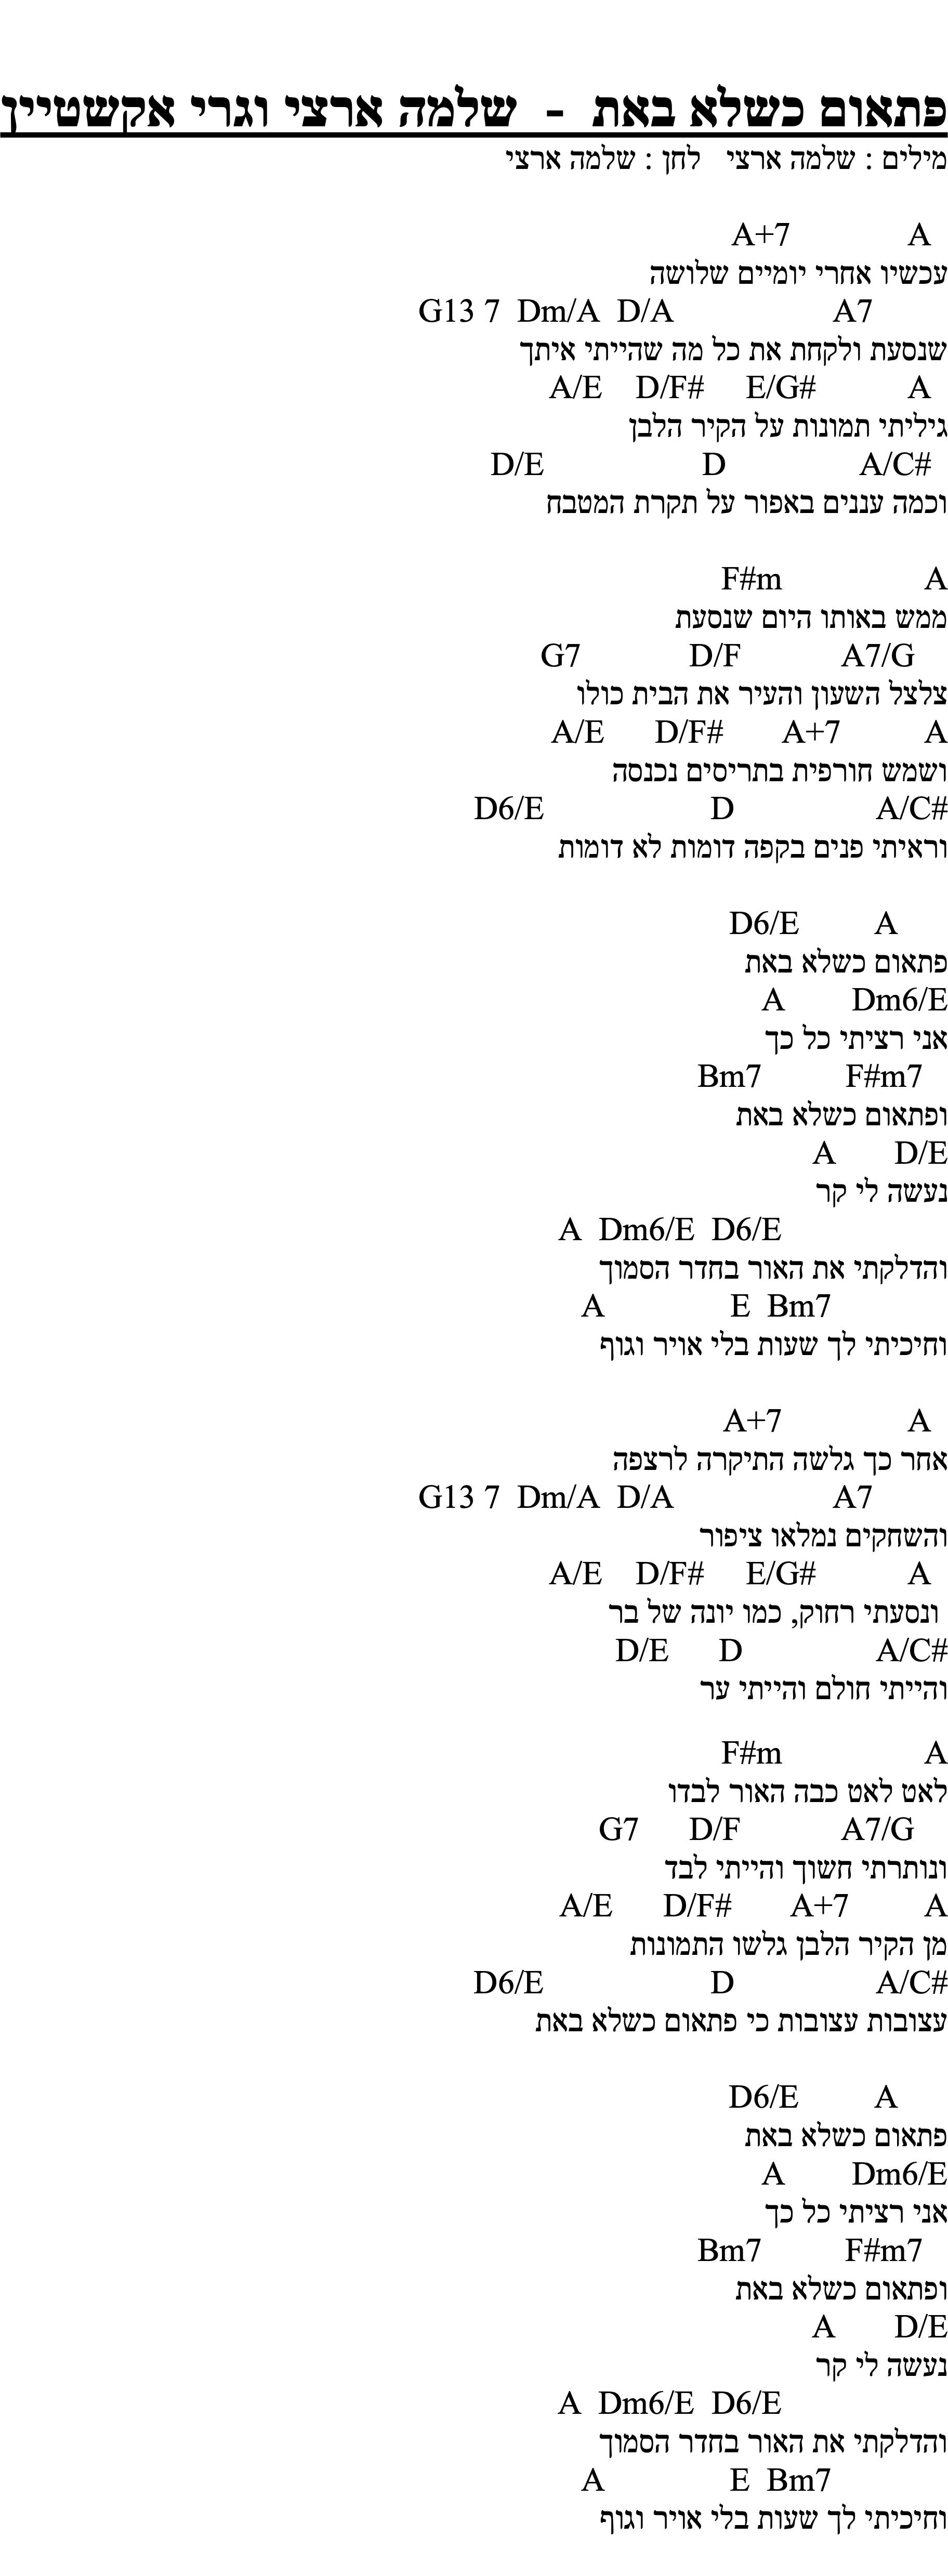 פתאום כשלא באת - שלמה ארצי וגרי אקשטיין
מילים : שלמה ארצי לחן : שלמה ארצי
A+7 A
עכשיו אחרי יומיים שלושה
G13 7 Dm/A D/A A7
שנסעת ולקחת את כל מה שהייתי איתך
A/E D/F# E/G# A
גיליתי תמונות על הקיר הלבן
D/E D A/C#
וכמה עננים באפור על תקרת המטבח
F#m A
ממש באותו היום שנסעת
G7 D/F A7/G
צלצל השעון והעיר את הבית כולו
A/E D/F# A+7 A
ושמש חורפית בתריסים נכנסה
D6/E D A/C#
וראיתי פנים בקפה דומות לא דומות
D6/E A
פתאום כשלא באת
A Dm6/E
אני רציתי כל כך
Bm7 F#m7
ופתאום כשלא באת
A D/E
נעשה לי קר
A Dm6/E D6/E
והדלקתי את האור בחדר הסמוך
A E Bm7
וחיכיתי לך שעות בלי אויר וגוף
A+7 A
אחר כך גלשה התיקרה לרצפה
G13 7 Dm/A D/A A7
והשחקים נמלאו ציפור
A/E D/F# E/G# A
ונסעתי רחוק, כמו יונה של בר
D/E D A/C#
והייתי חולם והייתי ער
F#m A
לאט לאט כבה האור לבדו
G7 D/F A7/G
ונותרתי חשוך והייתי לבד
A/E D/F# A+7 A
מן הקיר הלבן גלשו התמונות
D6/E D A/C#
עצובות עצובות כי פתאום כשלא באת
D6/E A
פתאום כשלא באת
A Dm6/E
אני רציתי כל כך
Bm7 F#m7
ופתאום כשלא באת
A D/E
נעשה לי קר
A Dm6/E D6/E
והדלקתי את האור בחדר הסמוך
A E Bm7
וחיכיתי לך שעות בלי אויר וגוף